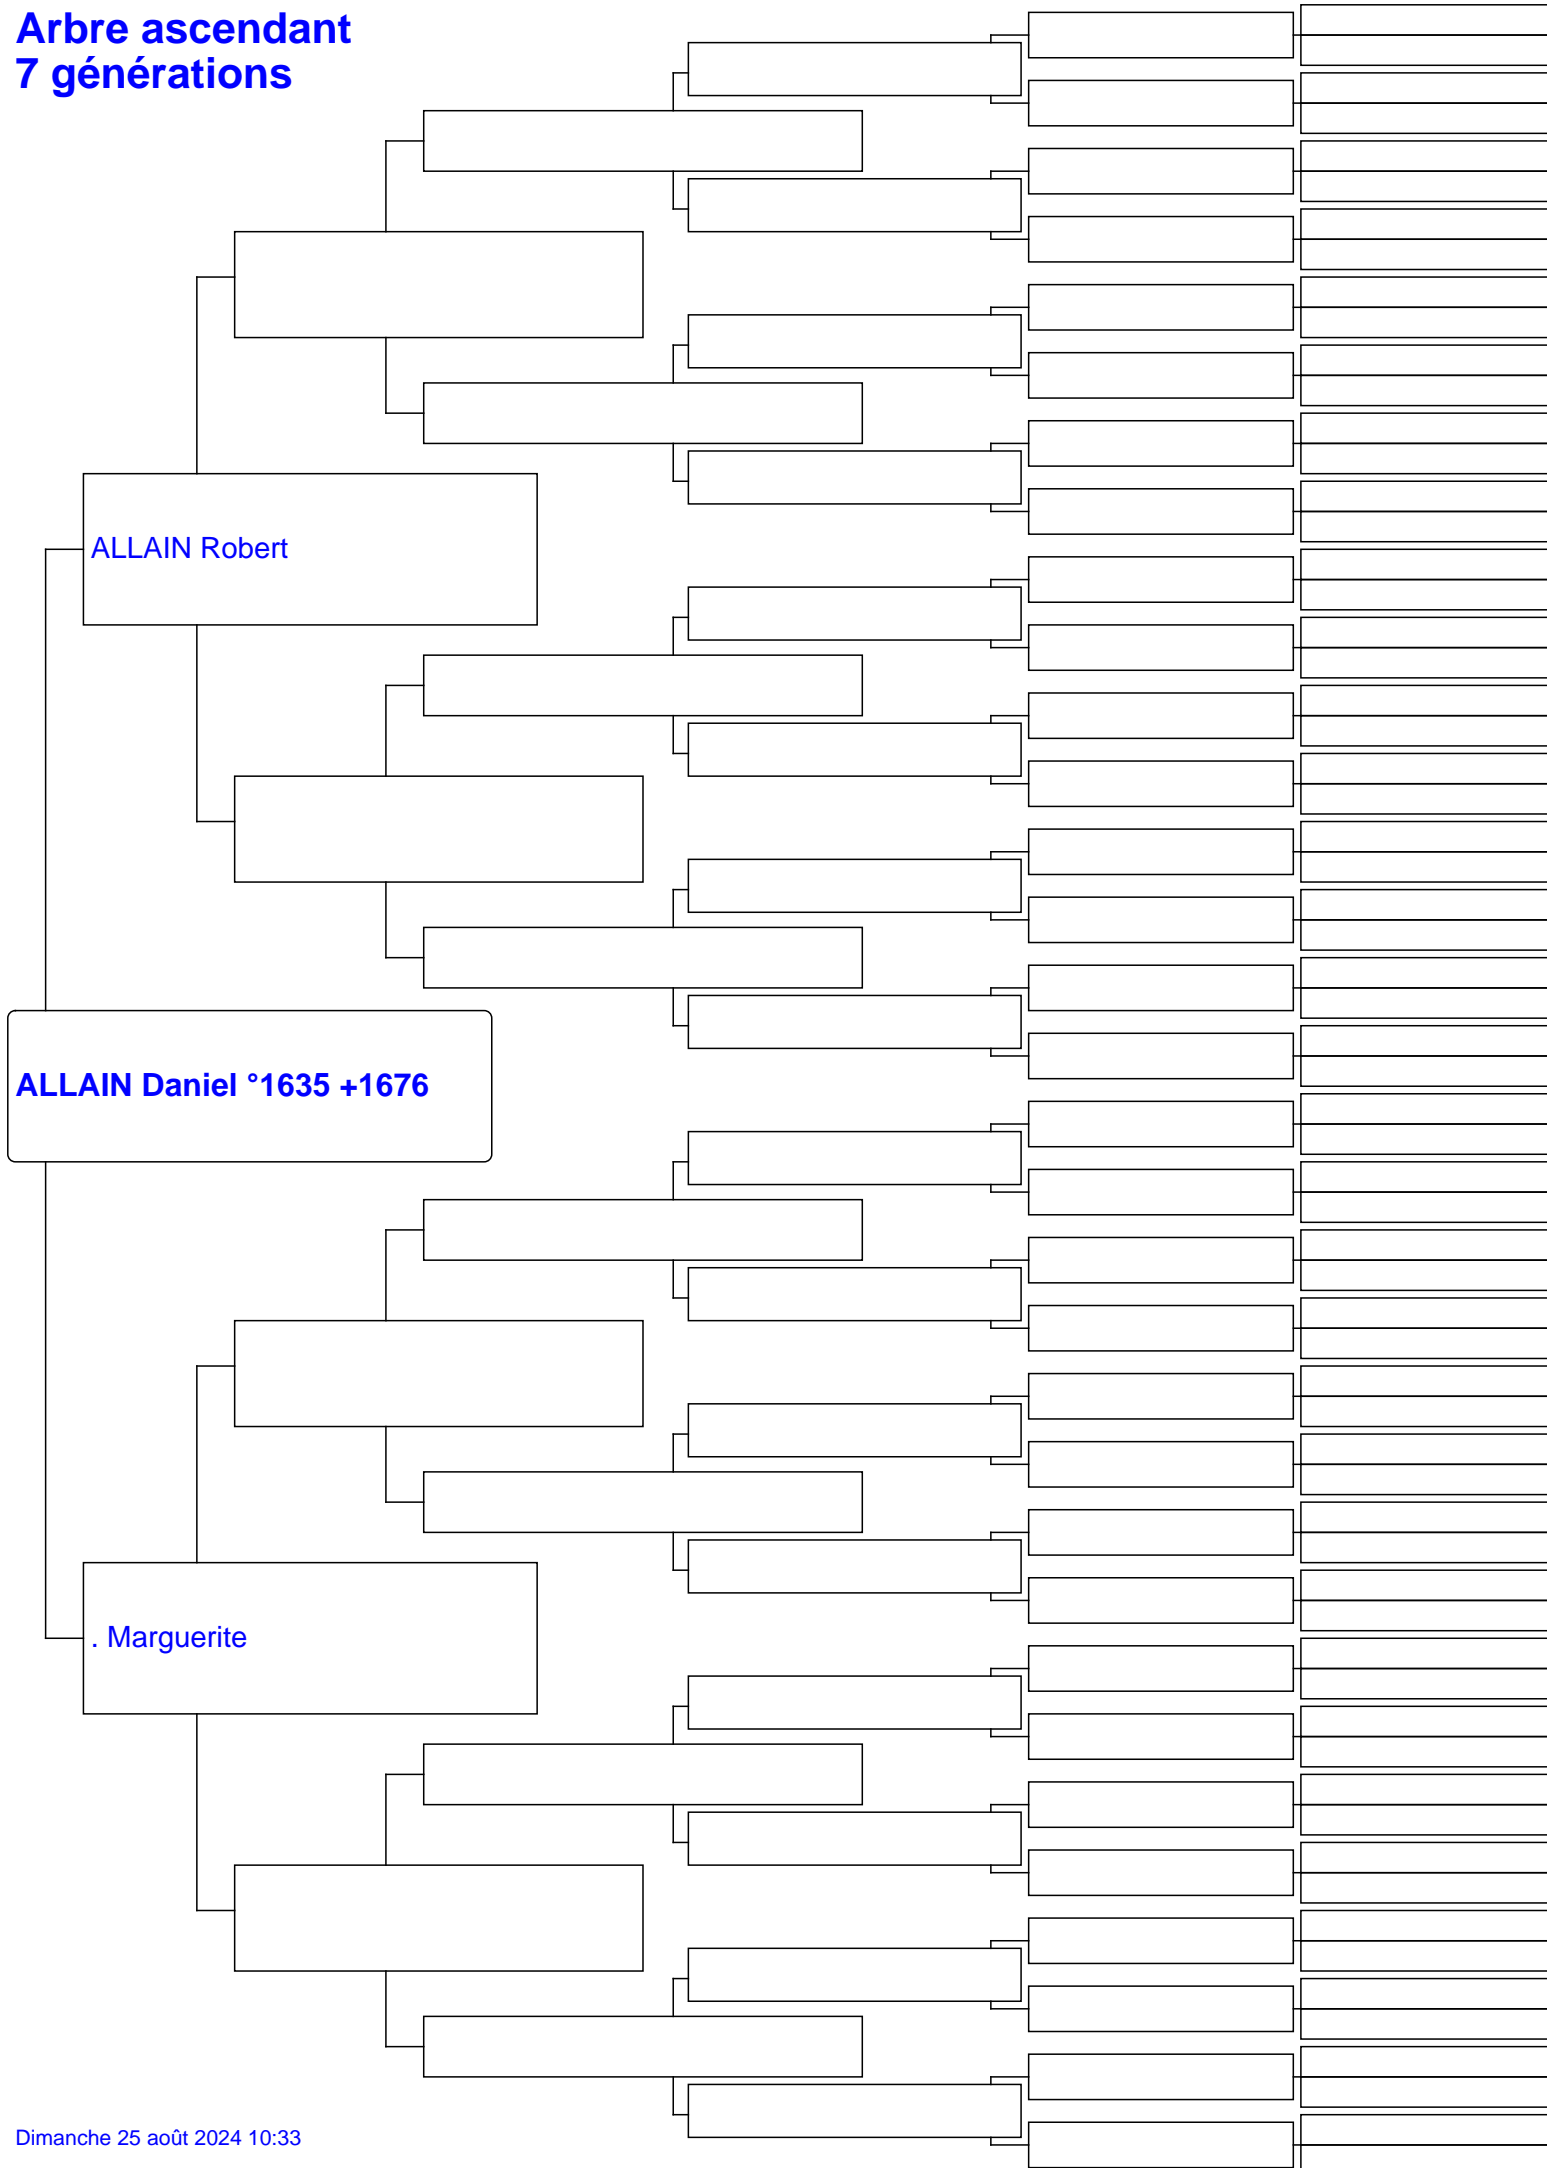 Arbre ascendant
7 générations
ALLAIN Robert
ALLAIN Daniel °1635 +1676
. Marguerite
Dimanche 25 août 2024 10:33